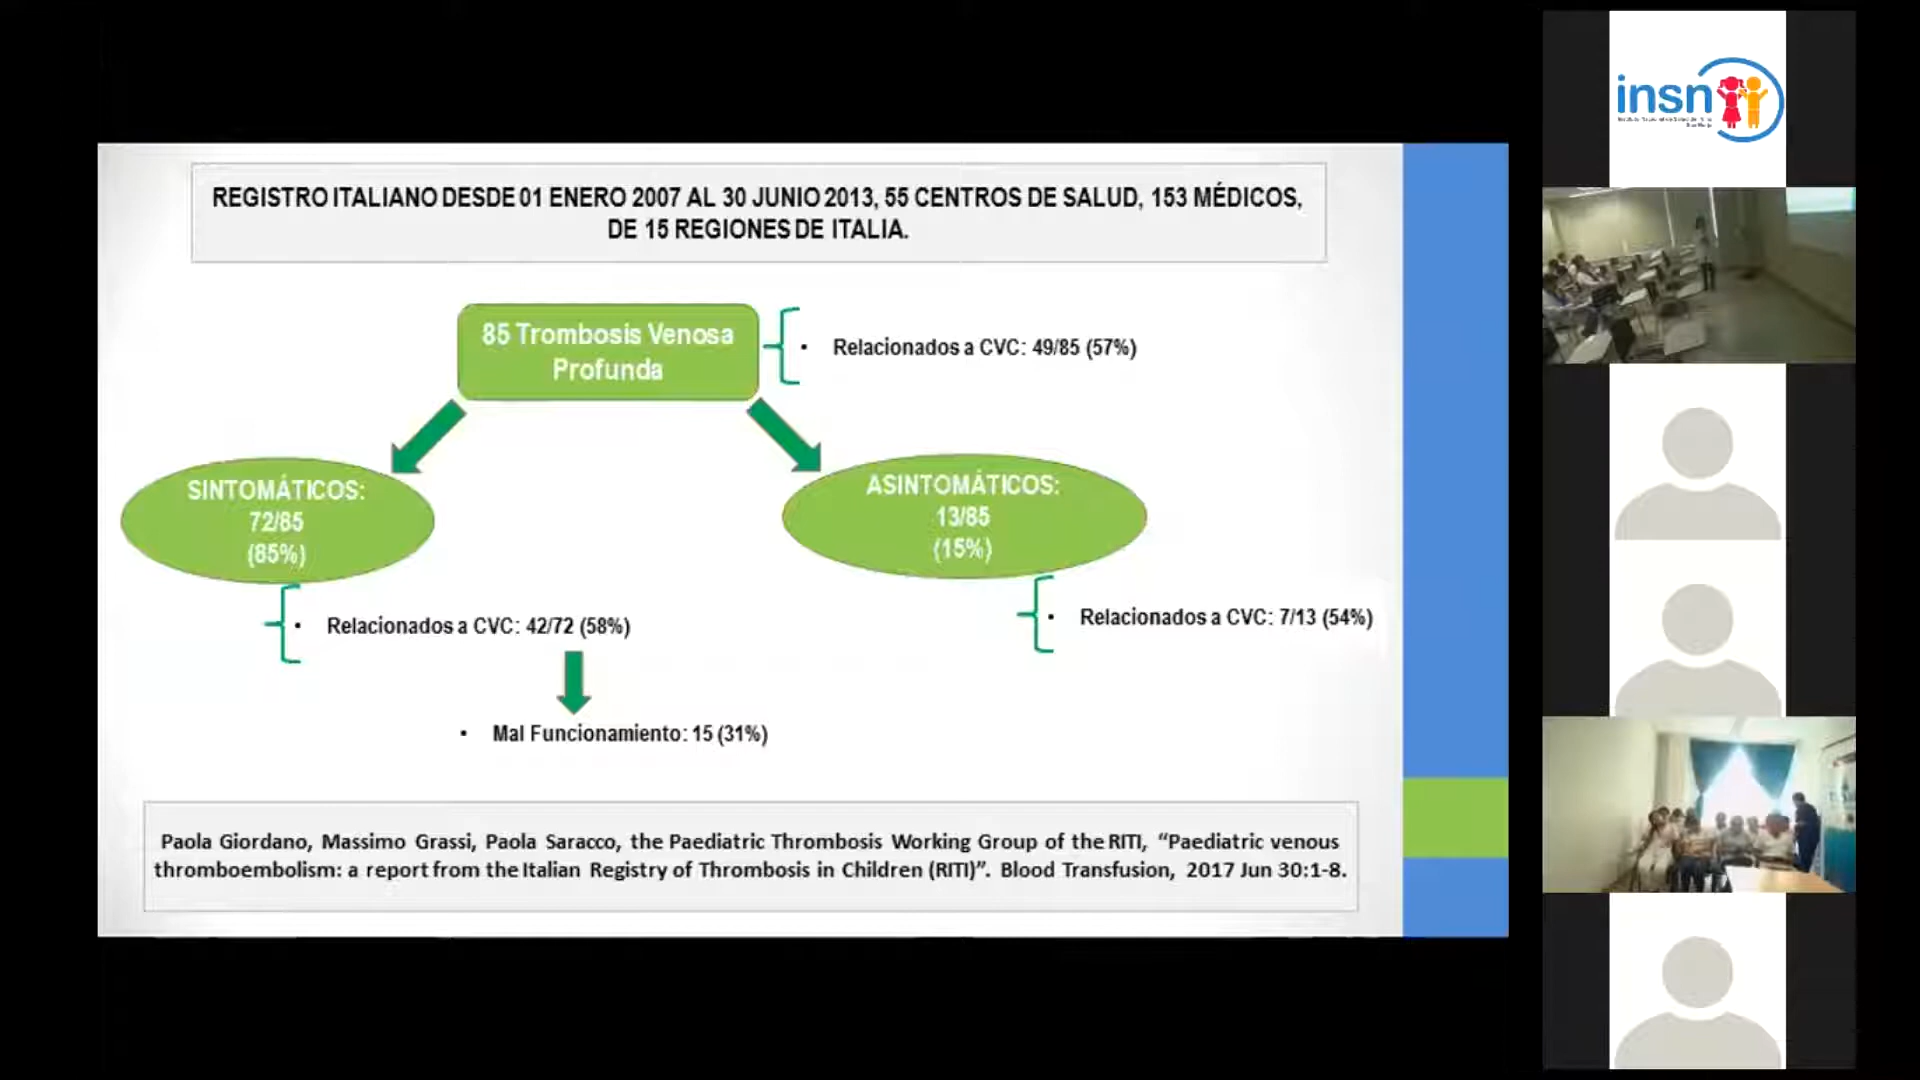 REGISTRO ITALIANO DESDE 01 ENERO 2007 AL 30 JUNIO 2013, 55 CENTROS DE SALUD, 153 MÉDICOS,
DE 15 REGIONES DE ITALIA.
85 Trombosis Venosa
Profunda
• Relacionados a CVC: 49/85 (57%)
SINTOMÁTICOS:
72/85
(85%)
ASINTOMÁTICOS:
13/85
(15%)
• Relacionados a CVC: 42/72 (58%)
• Relacionados a CVC: 7/13 (54%)
• Mal Funcionamiento: 15 (31%)
Paola Giordano, Massimo Grassi, Paola Saracco, the Paediatric Thrombosis Working Group of the RITI, “Paediatric venous
thromboembolism: a report from the Italian Registry of Thrombosis in Children (RITI)”. Blood Transfusion, 2017 Jun 30:1-8.
insn